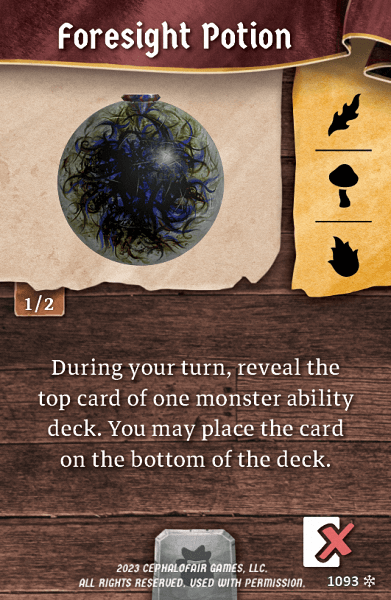 Foresight Potion
1/2
During your turn, reveal the
top card of one monster ability
deck. You may place the card
on the bottom of the deck.
2023 CEPHALOFAIR GAMES, LLC.
ALL RIGHTS RESERVED. USED WITH PERMISSION.
1093